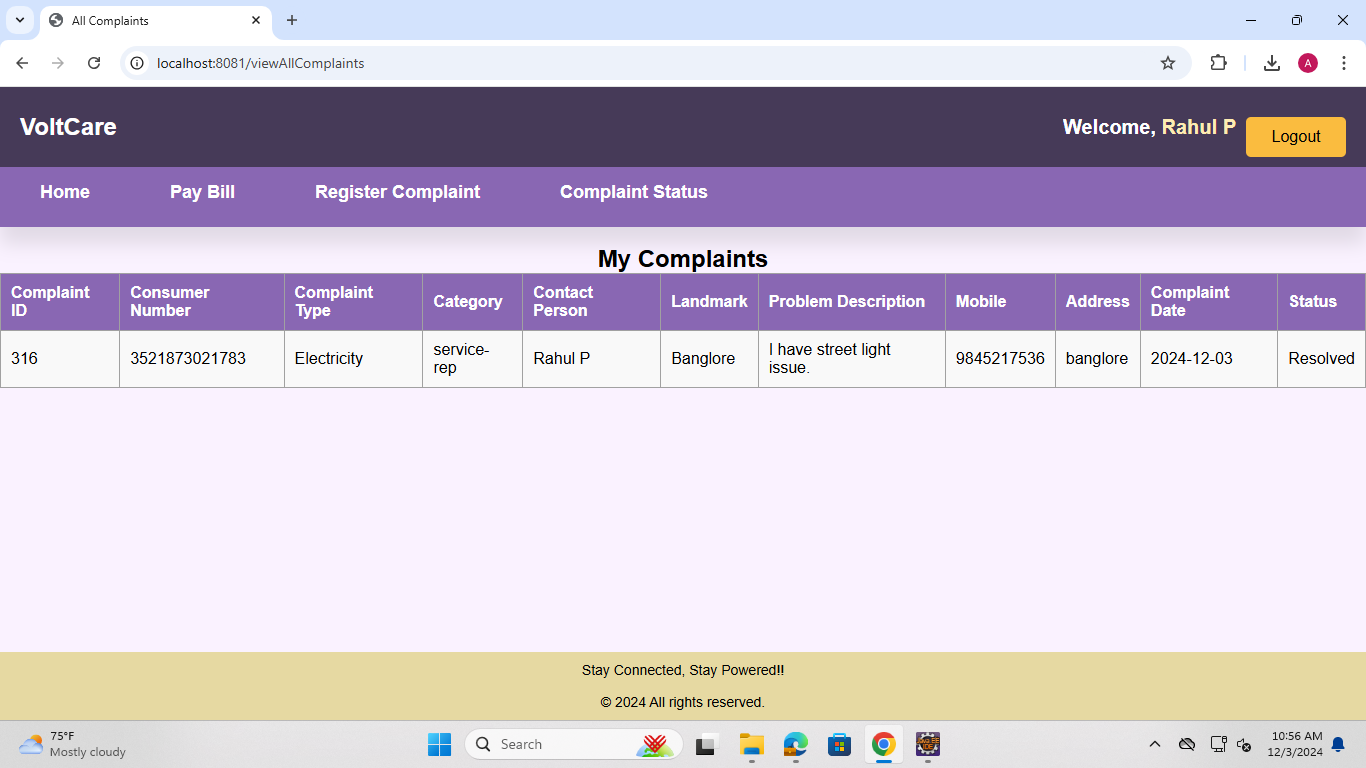 All Complaints
localhost:8081/viewAllComplaints
A
VoltCare
Welcome, Rahul P
Logout
Home
Pay Bill
Register Complaint
Complaint Status
My Complaints
Complaint ID
Consumer Number
Complaint Type
Category
Contact Person
Landmark
Problem Description
Mobile
Address
Complaint Date
Status
316
3521873021783
Electricity
service-
rep
Rahul P
Banglore
I have street light
issue.
9845217536
banglore
2024-12-03
Resolved
Stay Connected, Stay Powered!!
© 2024 All rights reserved.
75°F
Mostly cloudy
Search
10:56 AM
12/3/2024